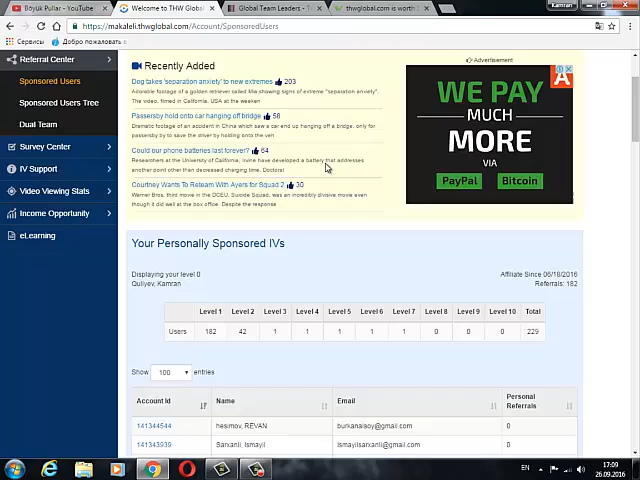 Böyük Pullar - YouTube
Welcome to THW Glob
Global Team Leaders - T
thwglobal.com is worth
Kamran
https://makaleli.thwglobal.com/Account/SponsoredUsers
Сервисы
Добро пожаловать
Referral Center
Sponsored Users
Sponsored Users Tree
Dual Team
Survey Center
IV Support
Video Viewing Stats
Income Opportunity
eLearning
Recently Added
Dog takes 'separation anxiety' to new extremes 203
Adorable footage of a golden retriever called Mia showing signs of extreme "separation anxiety".
The video, filmed in California, USA at the weeken
Passersby hold onto car hanging off bridge 58
Dramatic footage of an accident in China which saw a car end up hanging off a bridge, only for
passers-by to save the driver by holding onto the veh
Could our phone batteries last forever? 64
Researchers at the University of California, Irvine have developed a battery that addresses
another point other than decreased charging time. Doctoral
Courtney Wants To Reteam With Ayers for Squad 2 30
Warner Bros. third movie in the DCEU, Suicide Squad, was an incredibly divisive movie even
though it did well at the box office. Despite the response
Advertisement
WE PAY
MUCH
MORE
VIA
PayPal Bitcoin
Your Personally Sponsored IVs
Displaying your level 0
Quliyev, Kamran
Affiliate Since 06/18/2016
Referrals: 182
Level 1 Level 2 Level 3 Level 4 Level 5 Level 6 Level 7 Level 8 Level 9 Level 10 Total
Users 182 42 1 1 1 1 1 0 0 0 229
Show 100 entries
Account Id Name Email Personal Referrals
141344544 hesimov, REVAN burkanalsoy@gmail.com 0
141343939 Sarxanli, Ismayil Ismayilsarxanli@gmail.com 0
EN
17:09
26.09.2016